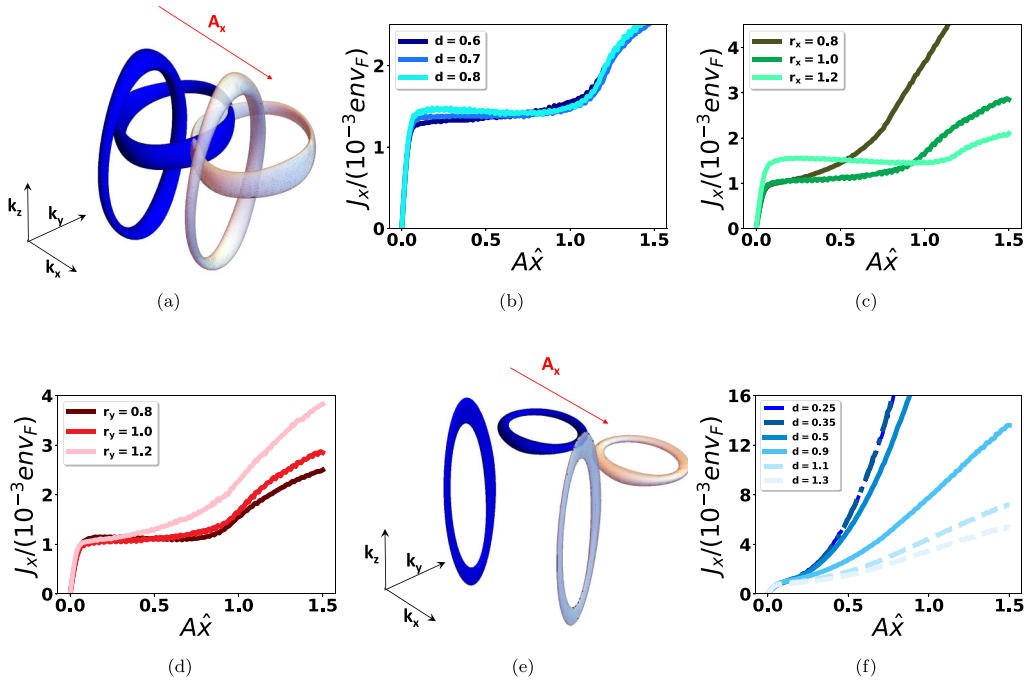 A_x
k_z
k_y
k_x
(a)
J_x/(10^{-3}env_F)
2
1
0
d = 0.6
d = 0.7
d = 0.8
0.0 0.5 1.0 1.5
Ax̂
(b)
J_x/(10^{-3}env_F)
4
3
2
1
0
r_x = 0.8
r_x = 1.0
r_x = 1.2
0.0 0.5 1.0 1.5
Ax̂
(c)
J_x/(10^{-3}env_F)
4
3
2
1
0
r_y = 0.8
r_y = 1.0
r_y = 1.2
0.0 0.5 1.0 1.5
Ax̂
(d)
A_x
k_z
k_y
k_x
(e)
J_x/(10^{-3}env_F)
16
12
8
4
0
d = 0.25
d = 0.35
d = 0.5
d = 0.9
d = 1.1
d = 1.3
0.0 0.5 1.0 1.5
Ax̂
(f)